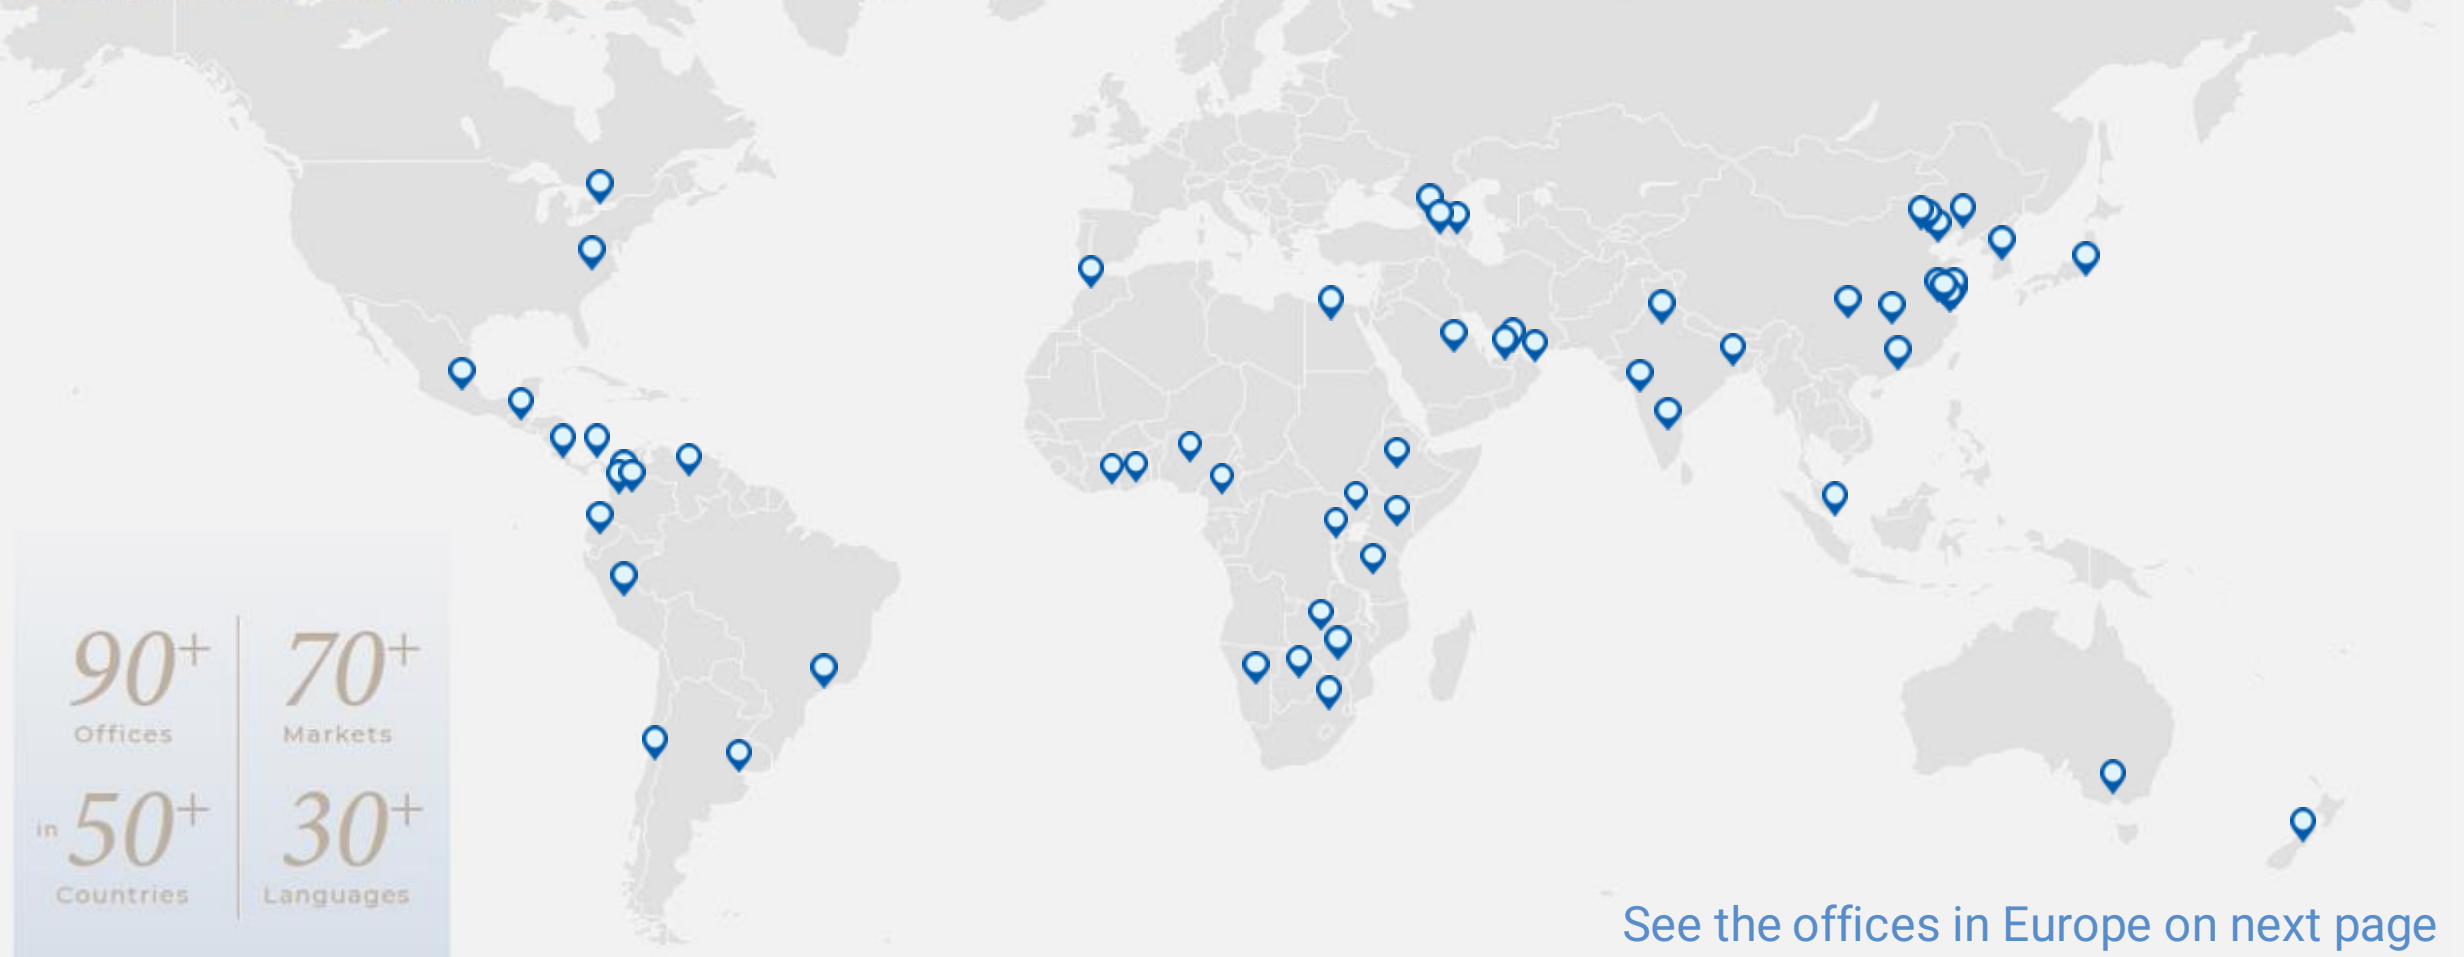 90+
Offices
70+
Markets
in 50+
Countries
30+
Languages
See the offices in Europe on next page